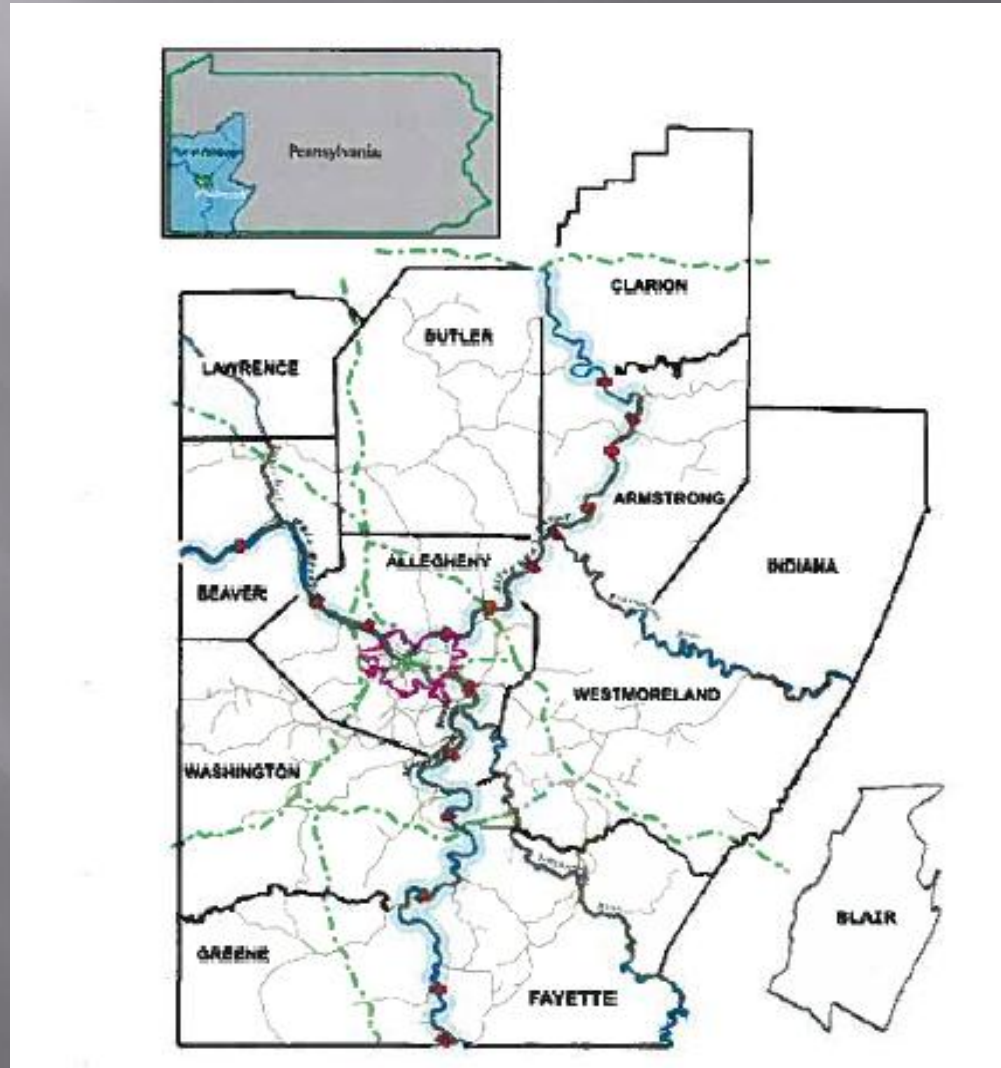 Pennsylvania
CLARION
BUTLER
LAWRENCE
ARMSTRONG
ALLEGHENY
INDIANA
BEAVER
WESTMORELAND
WASHINGTON
BLAIR
GREENE
FAYETTE